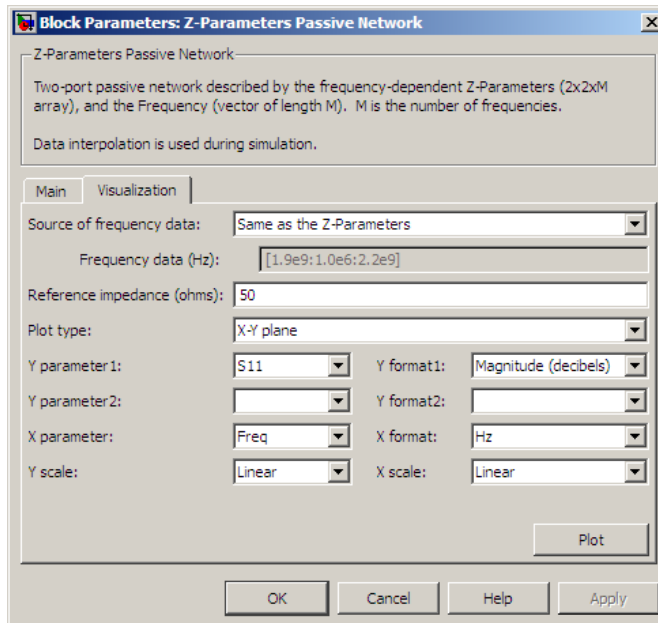 Block Parameters: Z-Parameters Passive Network
Z-Parameters Passive Network
Two-port passive network described by the frequency-dependent Z-Parameters (2x2xM
array), and the Frequency (vector of length M).  M is the number of frequencies.
Data interpolation is used during simulation.
Main Visualization
Source of frequency data: Same as the Z-Parameters
Frequency data (Hz): [1.9e9:1.0e6:2.2e9]
Reference impedance (ohms): 50
Plot type: X-Y plane
Y parameter1: S11 Y format1: Magnitude (decibels)
Y parameter2: Y format2:
X parameter: Freq X format: Hz
Y scale: Linear X scale: Linear
Plot
OK Cancel Help Apply